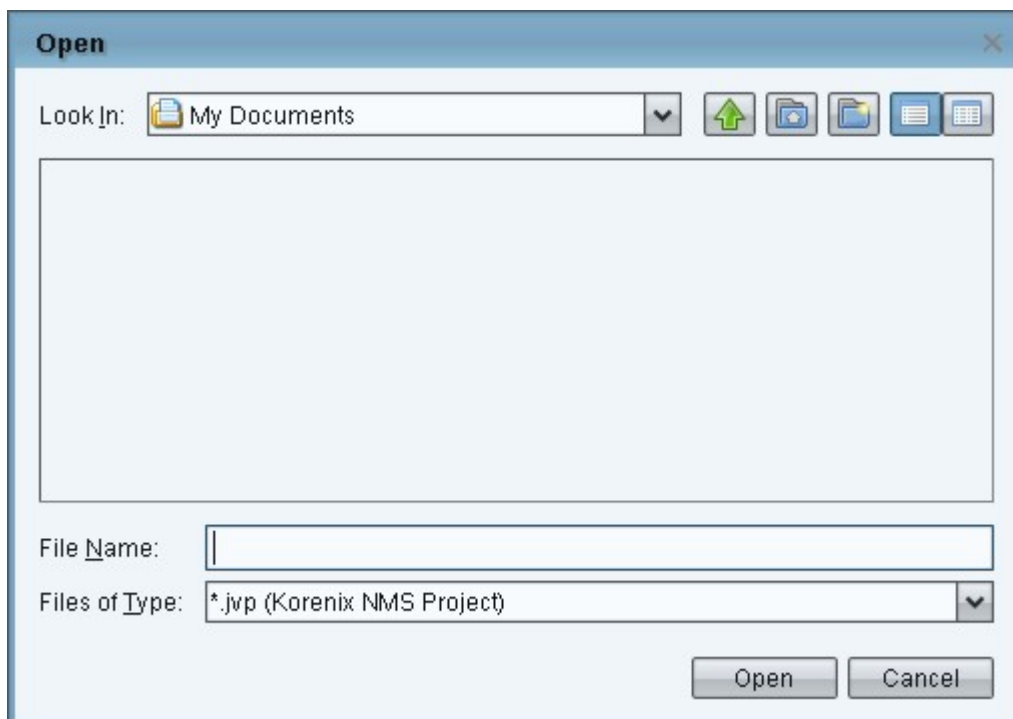 Open
Look In: My Documents
File Name:
Files of Type: *.jvp (Korenix NMS Project)
Open Cancel